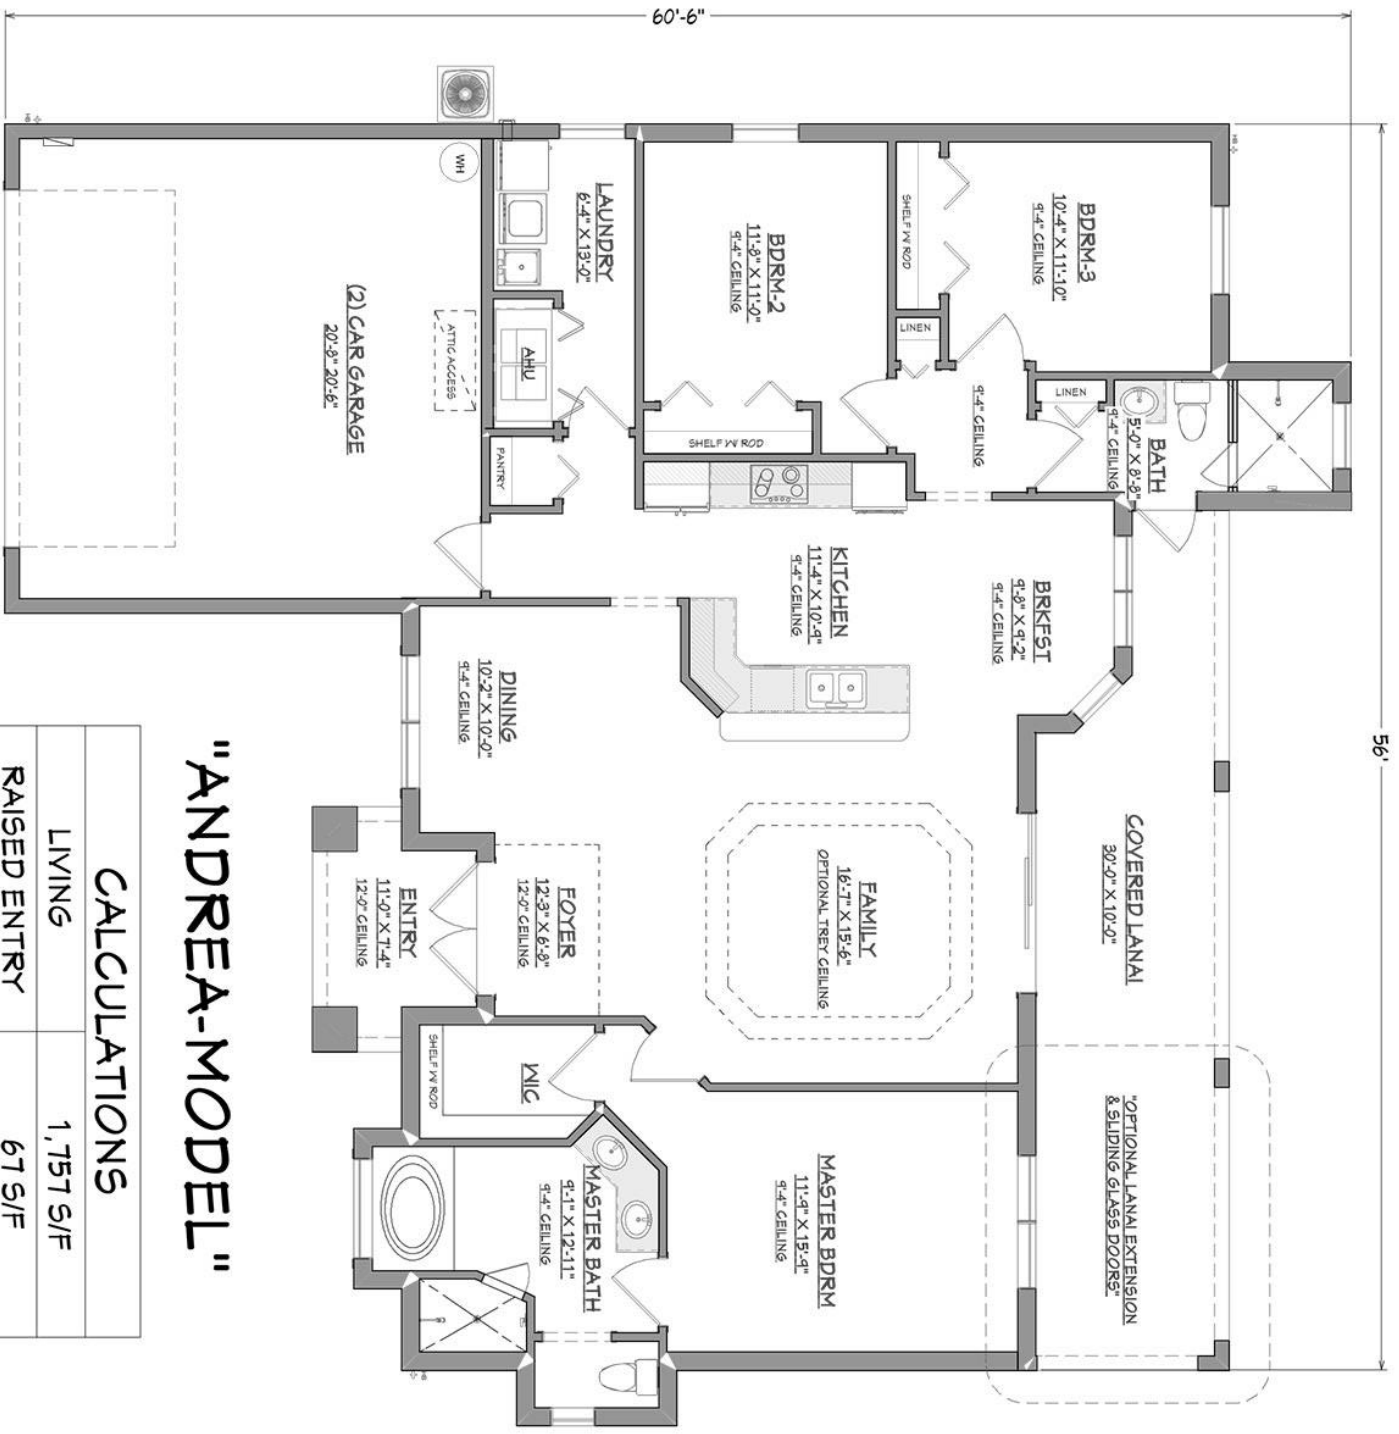 60'-6"
56'
HB
HB
WH
LAUNDRY
6'-4" X 13'-0"
BDRM-2
11'-8" X 11'-0"
9'-4" CEILING
SHELF W/ ROD
BDRM-3
10'-4" X 11'-10"
9'-4" CEILING
LINEN
LINEN
9'-4" CEILING
BATH
5'-0" X 8'-8"
9'-4" CEILING
(2) CAR GARAGE
20'-8" 20'-6"
ATTIC ACCESS
AHU
PANTRY
SHELF W/ ROD
KITCHEN
11'-4" X 10'-9"
9'-4" CEILING
BRKFST
9'-8" X 9'-2"
9'-4" CEILING
DINING
10'-2" X 10'-0"
9'-4" CEILING
COVERED LANAI
30'-0" X 10'-0"
FAMILY
16'-7" X 15'-6"
OPTIONAL TREY CEILING
FOYER
12'-3" X 6'-8"
12'-0" CEILING
ENTRY
11'-0" X 7'-4"
12'-0" CEILING
SHELF W/ ROD
WIC
MASTER BDRM
11'-9" X 15'-9"
9'-4" CEILING
"OPTIONAL LANAI EXTENSION
& SLIDING GLASS DOORS"
MASTER BATH
9'-1" X 12'-11"
9'-4" CEILING
HB
"ANDREA-MODEL"
CALCULATIONS
LIVING 1,757 S/F
RAISED ENTRY 67 S/F